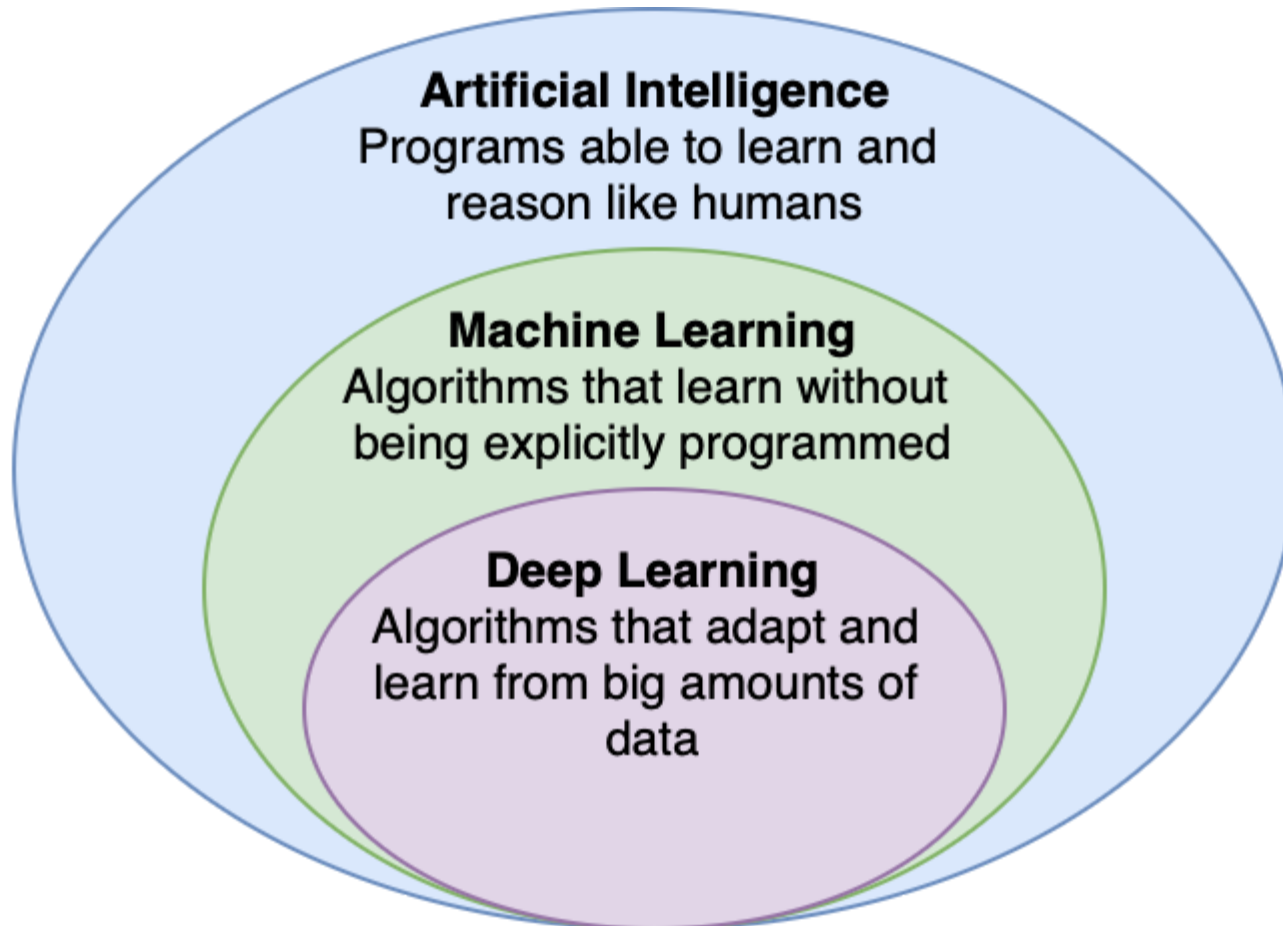 Artificial Intelligence
Programs able to learn and
reason like humans
Machine Learning
Algorithms that learn without
being explicitly programmed
Deep Learning
Algorithms that adapt and
learn from big amounts of
data